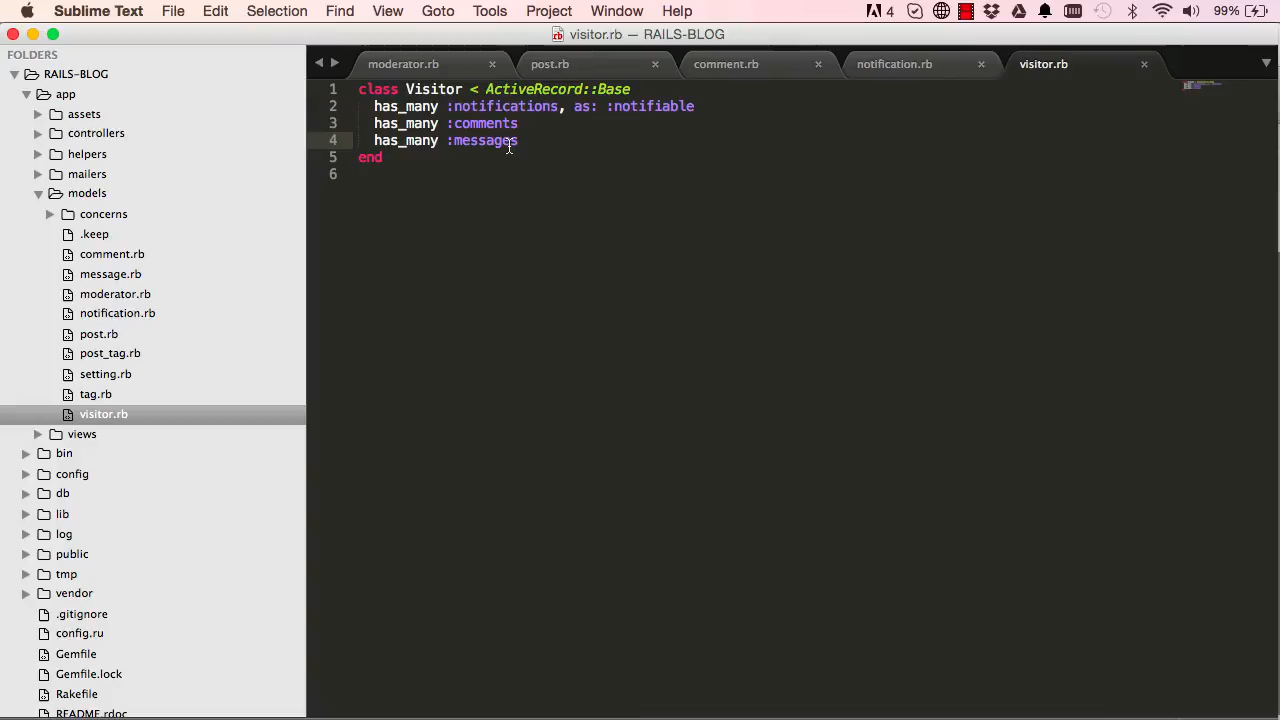 Sublime Text File Edit Selection Find View Goto Tools Project Window Help 4 99%
visitor.rb — RAILS-BLOG
FOLDERS
RAILS-BLOG
app
assets
controllers
helpers
mailers
models
concerns
.keep
comment.rb
message.rb
moderator.rb
notification.rb
post.rb
post_tag.rb
setting.rb
tag.rb
visitor.rb
views
bin
config
db
lib
log
public
tmp
vendor
.gitignore
config.ru
Gemfile
Gemfile.lock
Rakefile
README.rdoc
moderator.rb post.rb comment.rb notification.rb visitor.rb
1 class Visitor < ActiveRecord::Base
2 has_many :notifications, as: :notifiable
3 has_many :comments
4 has_many :messages
5 end
6